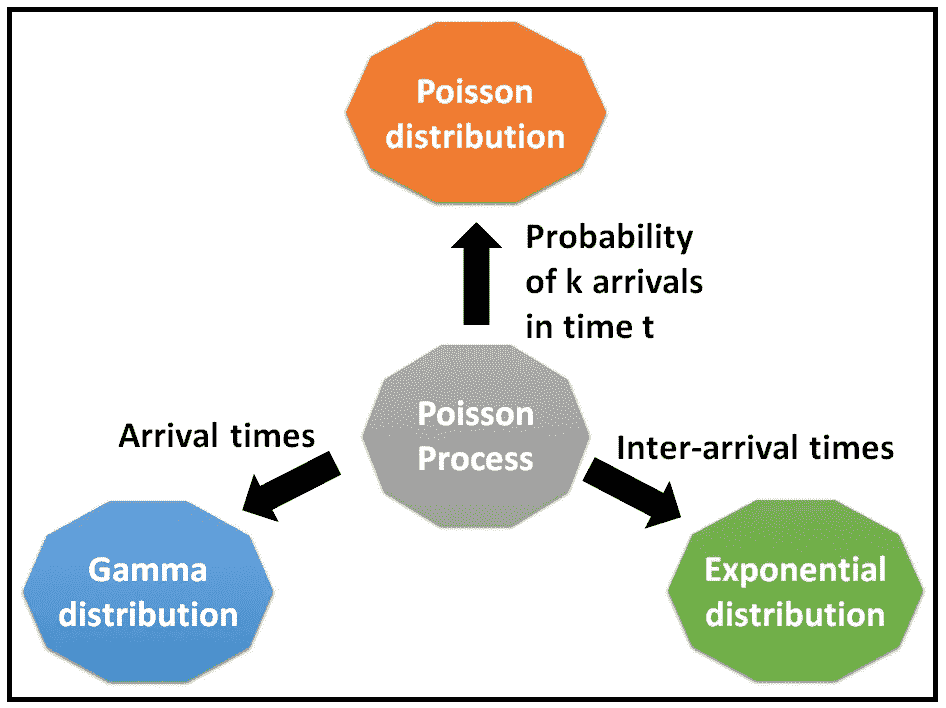 Poisson
distribution
Probability
of k arrivals
in time t
Poisson
Process
Arrival times
Inter-arrival times
Gamma
distribution
Exponential
distribution